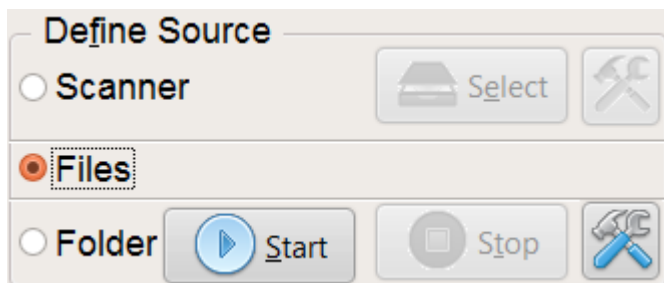 Define Source
Scanner Select
Files
Folder Start Stop